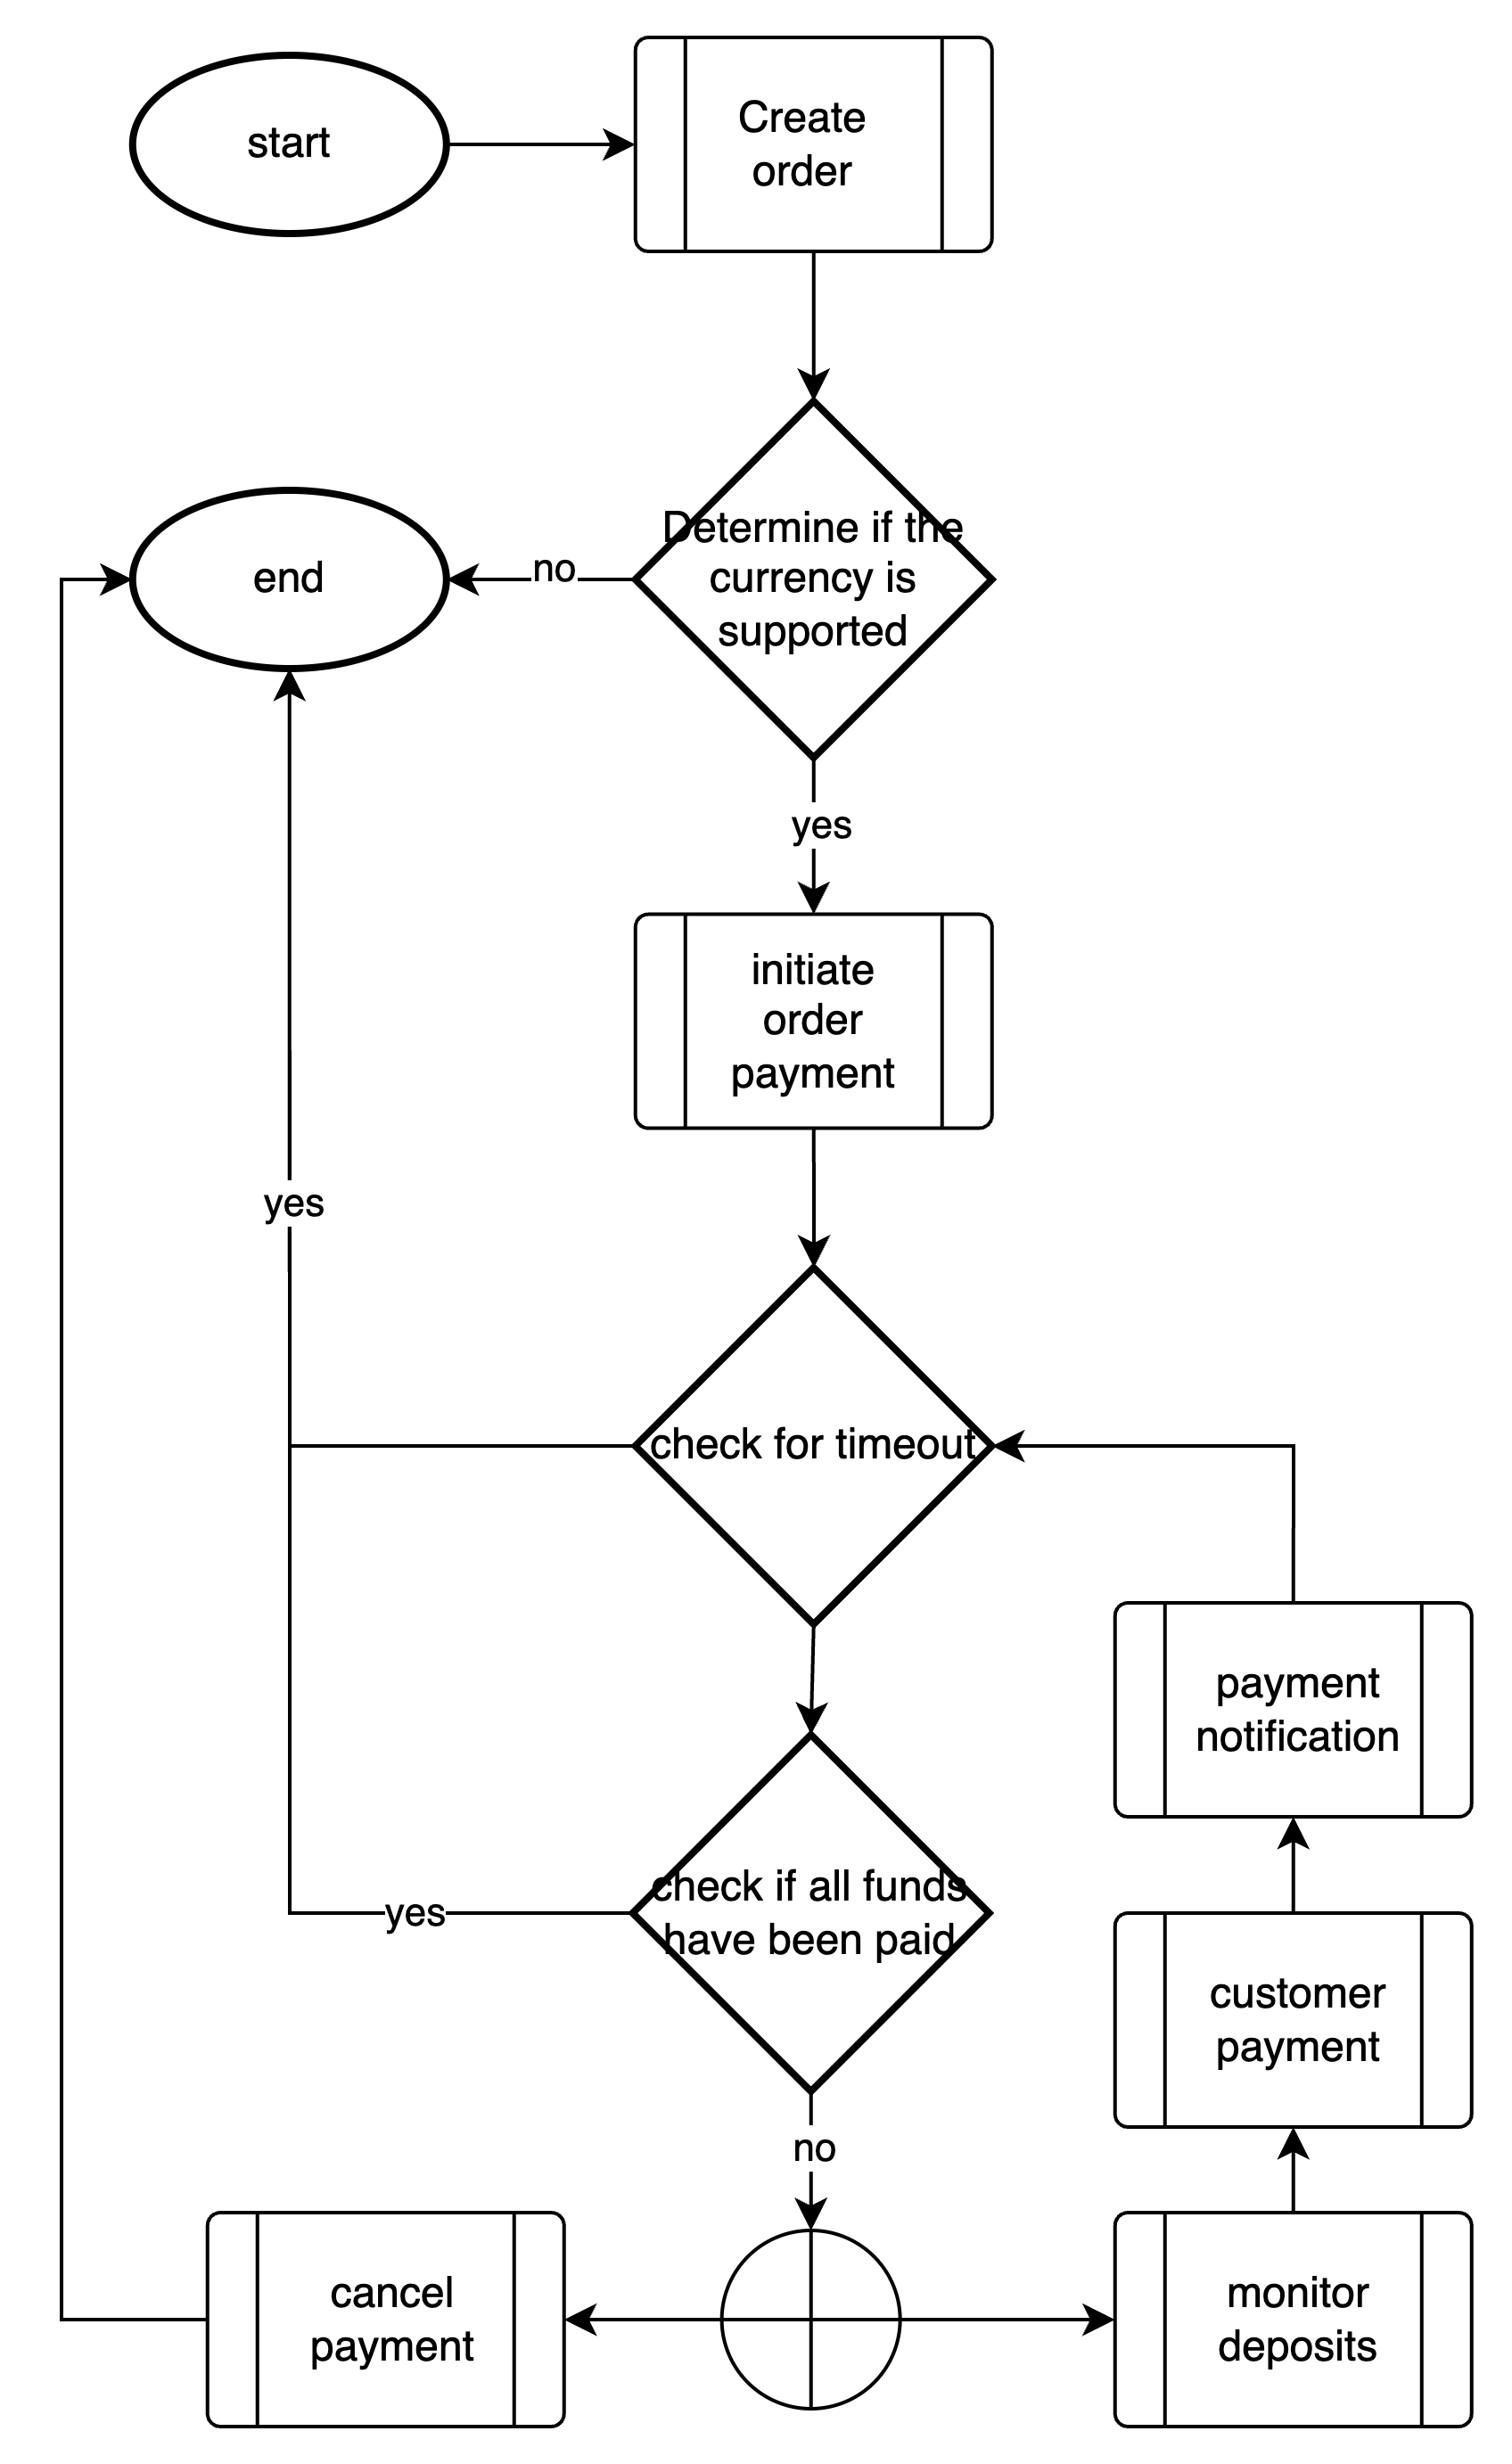 start
Create
order
Determine if the
currency is
supported
no
end
yes
initiate
order
payment
yes
check for timeout
payment
notification
check if all funds
have been paid
yes
customer
payment
no
cancel
payment
monitor
deposits